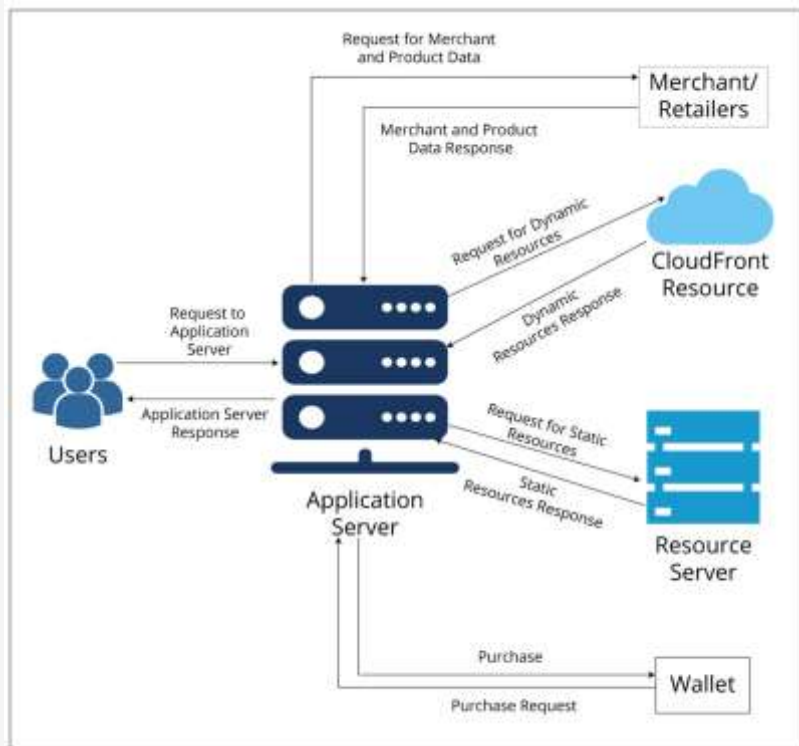 Request for Merchant
and Product Data
Merchant/
Retailers
Merchant and Product
Data Response
Request for Dynamic
Resources
CloudFront
Resource
Dynamic
Resources Response
Request to
Application
Server
Application Server
Response
Users
Application
Server
Request for Static
Resources
Static
Resources Response
Resource
Server
Purchase
Wallet
Purchase Request